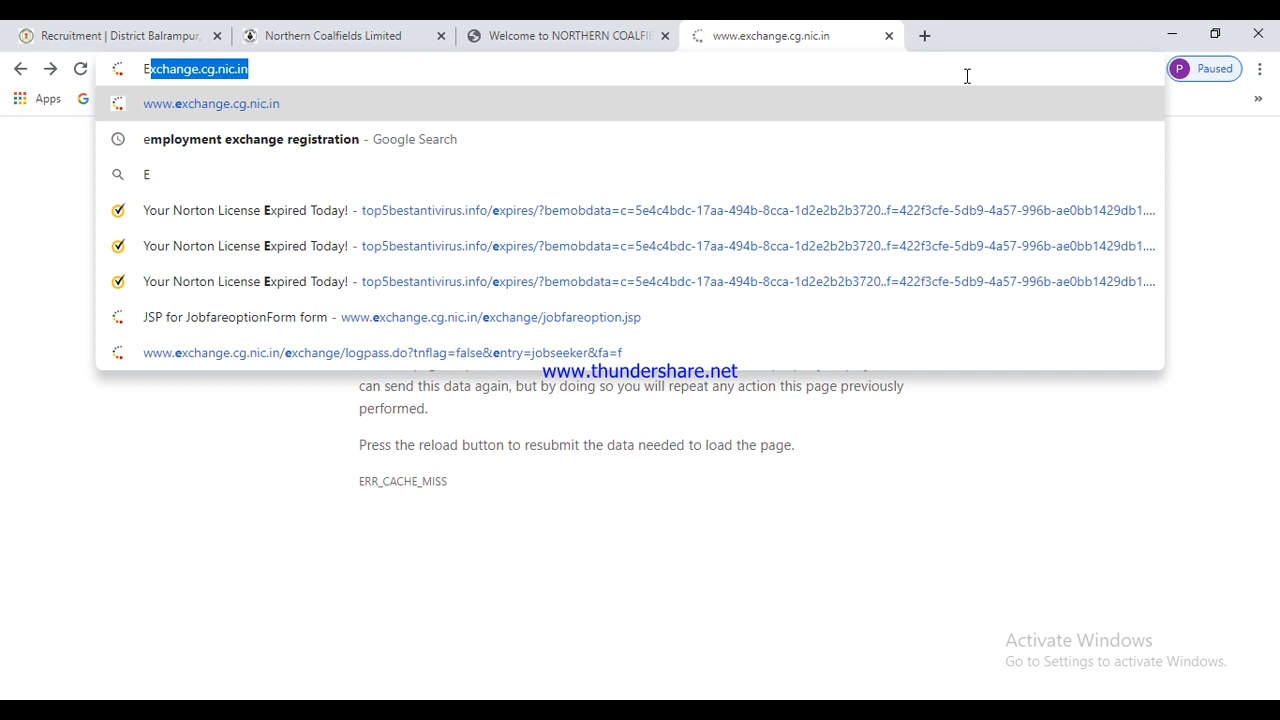 Recruitment | District Balrampur,
Northern Coalfields Limited
Welcome to NORTHERN COALFIE
www.exchange.cg.nic.in
Exchange.cg.nic.in
P Paused
Apps
www.exchange.cg.nic.in
employment exchange registration - Google Search
E
Your Norton License Expired Today! - top5bestantivirus.info/expires/?bemobdata=c=5e4c4bdc-17aa-494b-8cca-1d2e2b2b3720..f=422f3cfe-5db9-4a57-996b-ae0bb1429db1....
Your Norton License Expired Today! - top5bestantivirus.info/expires/?bemobdata=c=5e4c4bdc-17aa-494b-8cca-1d2e2b2b3720..f=422f3cfe-5db9-4a57-996b-ae0bb1429db1....
Your Norton License Expired Today! - top5bestantivirus.info/expires/?bemobdata=c=5e4c4bdc-17aa-494b-8cca-1d2e2b2b3720..f=422f3cfe-5db9-4a57-996b-ae0bb1429db1....
JSP for JobfareoptionForm form - www.exchange.cg.nic.in/exchange/jobfareoption.jsp
www.exchange.cg.nic.in/exchange/logpass.do?tnflag=false&entry=jobseeker&fa=f
www.thundershare.net
can send this data again, but by doing so you will repeat any action this page previously
performed.
Press the reload button to resubmit the data needed to load the page.
ERR_CACHE_MISS
Activate Windows
Go to Settings to activate Windows.